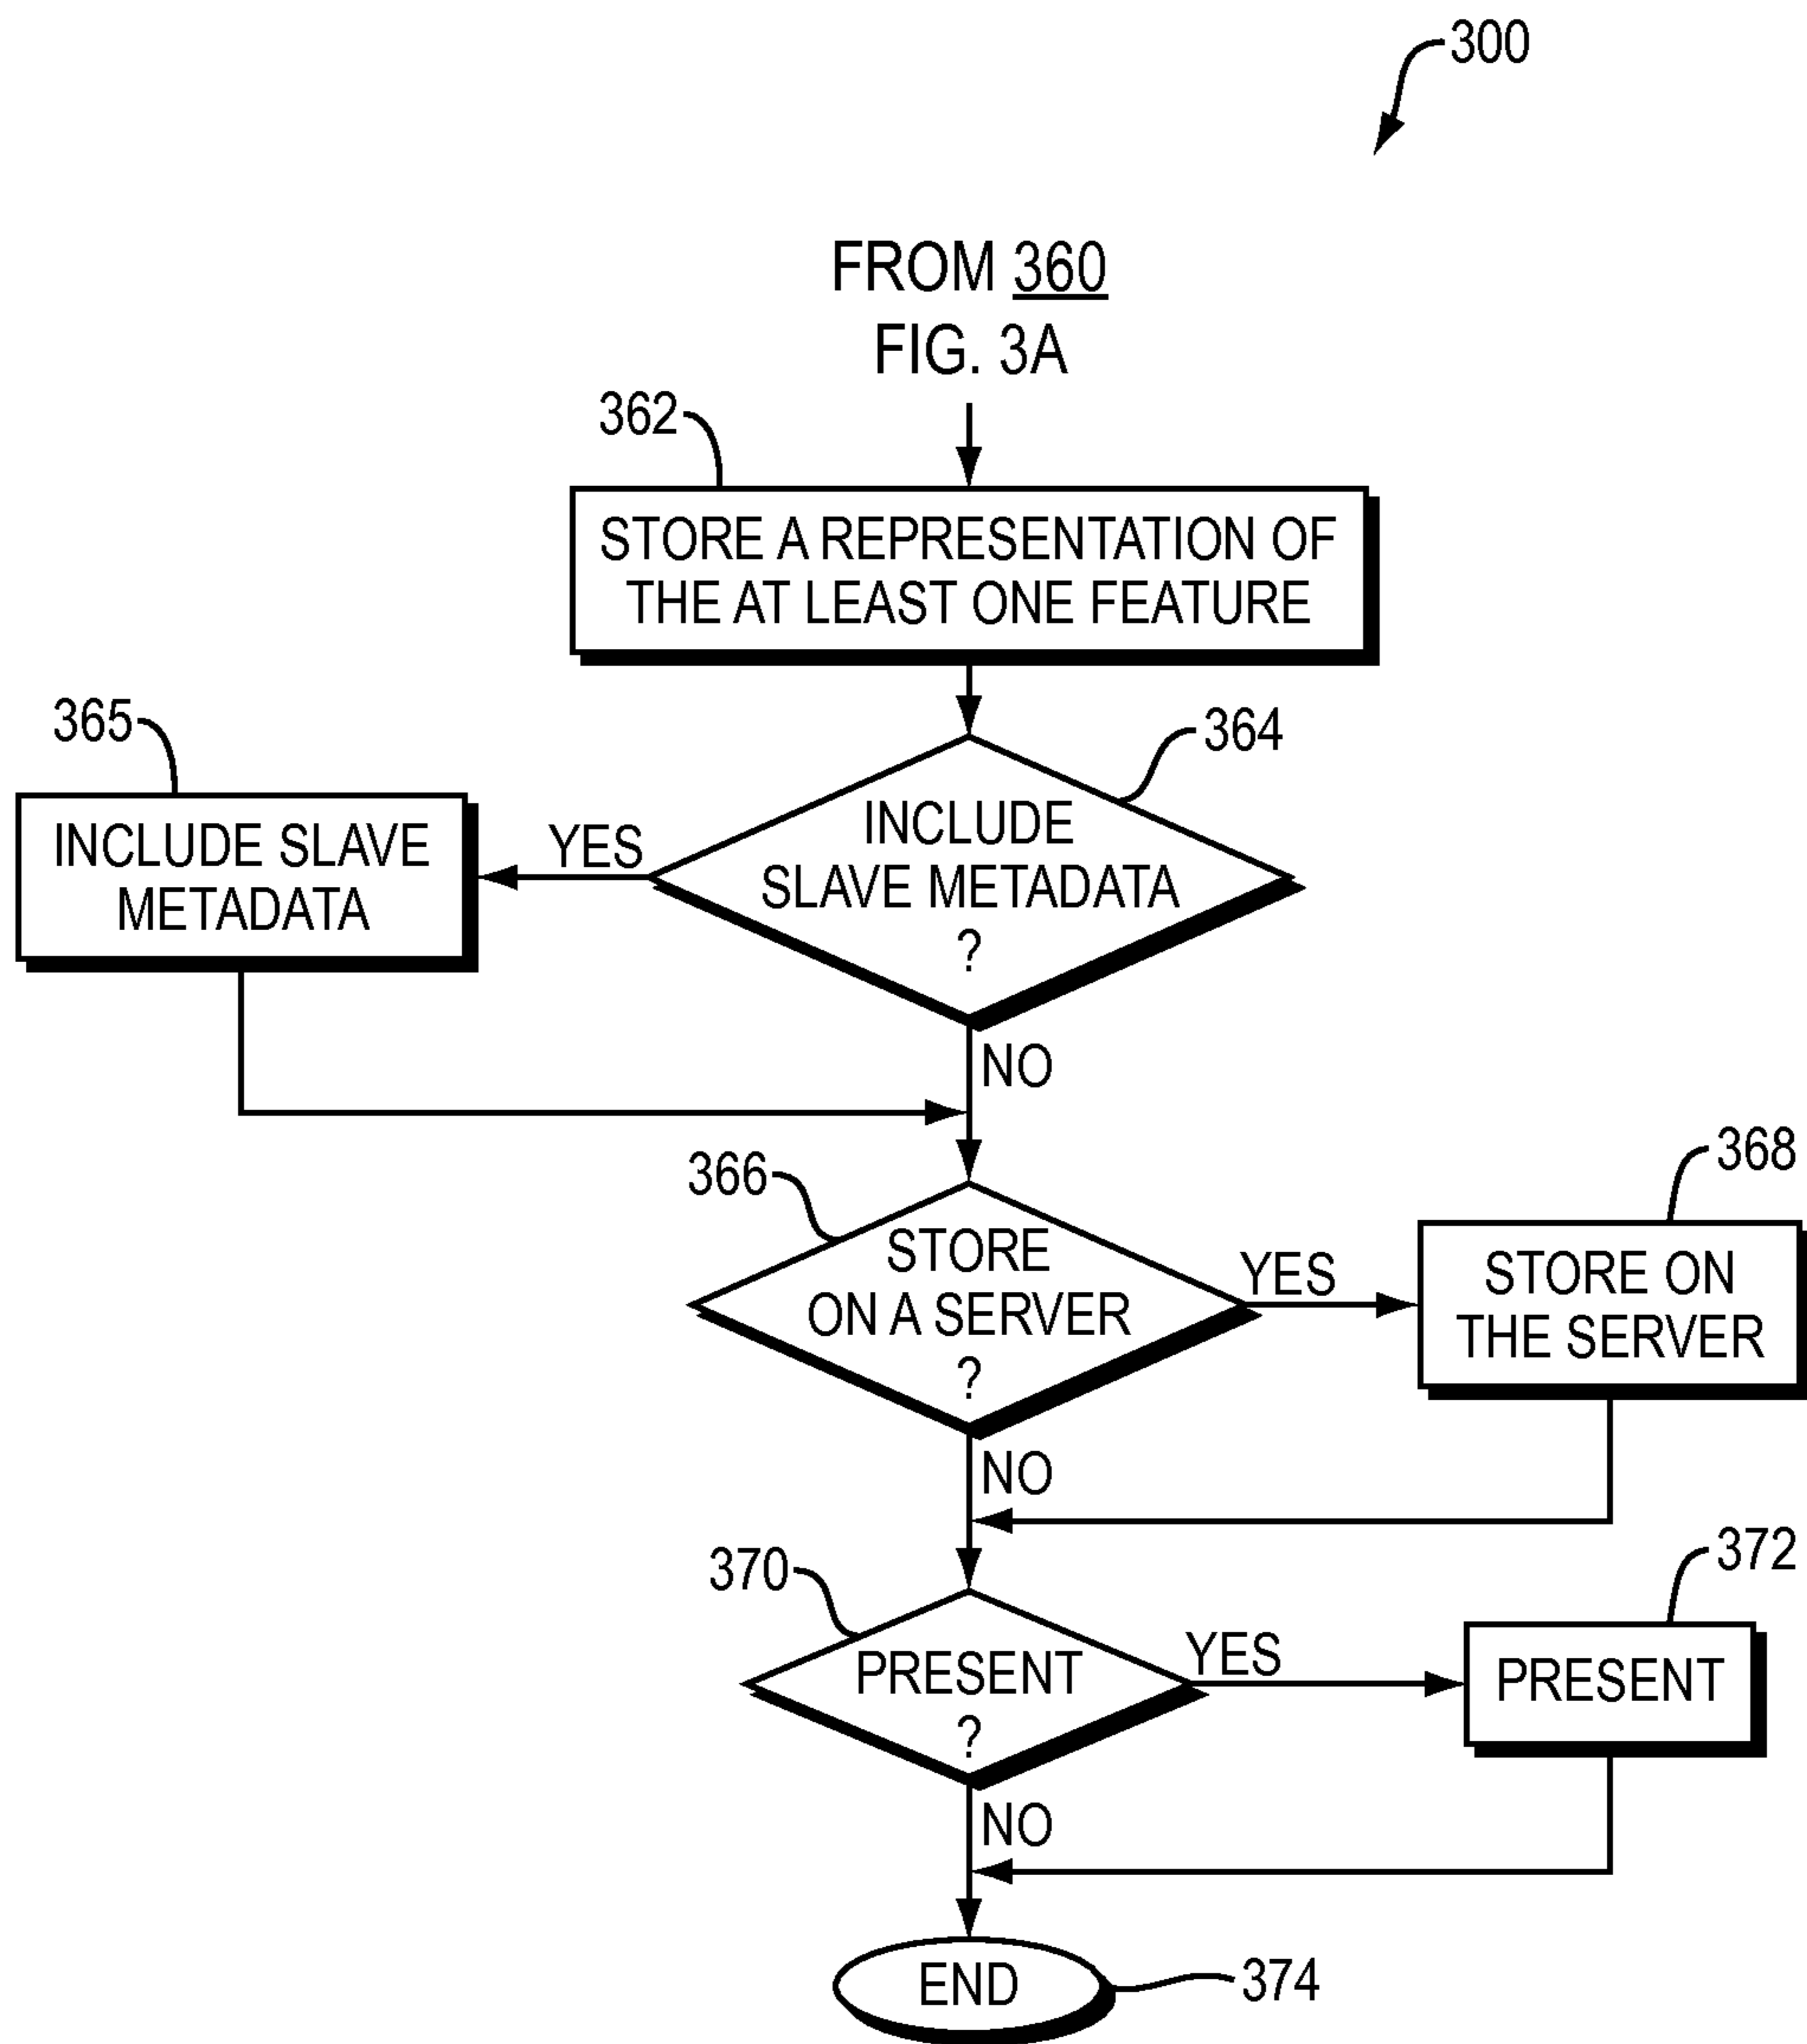 300
FROM 360
FIG. 3A
362
STORE A REPRESENTATION OF
THE AT LEAST ONE FEATURE
365
364
INCLUDE SLAVE
METADATA
YES
INCLUDE
SLAVE METADATA
?
NO
366
368
STORE
ON A SERVER
?
YES
STORE ON
THE SERVER
NO
370
372
PRESENT
?
YES
PRESENT
NO
END
374